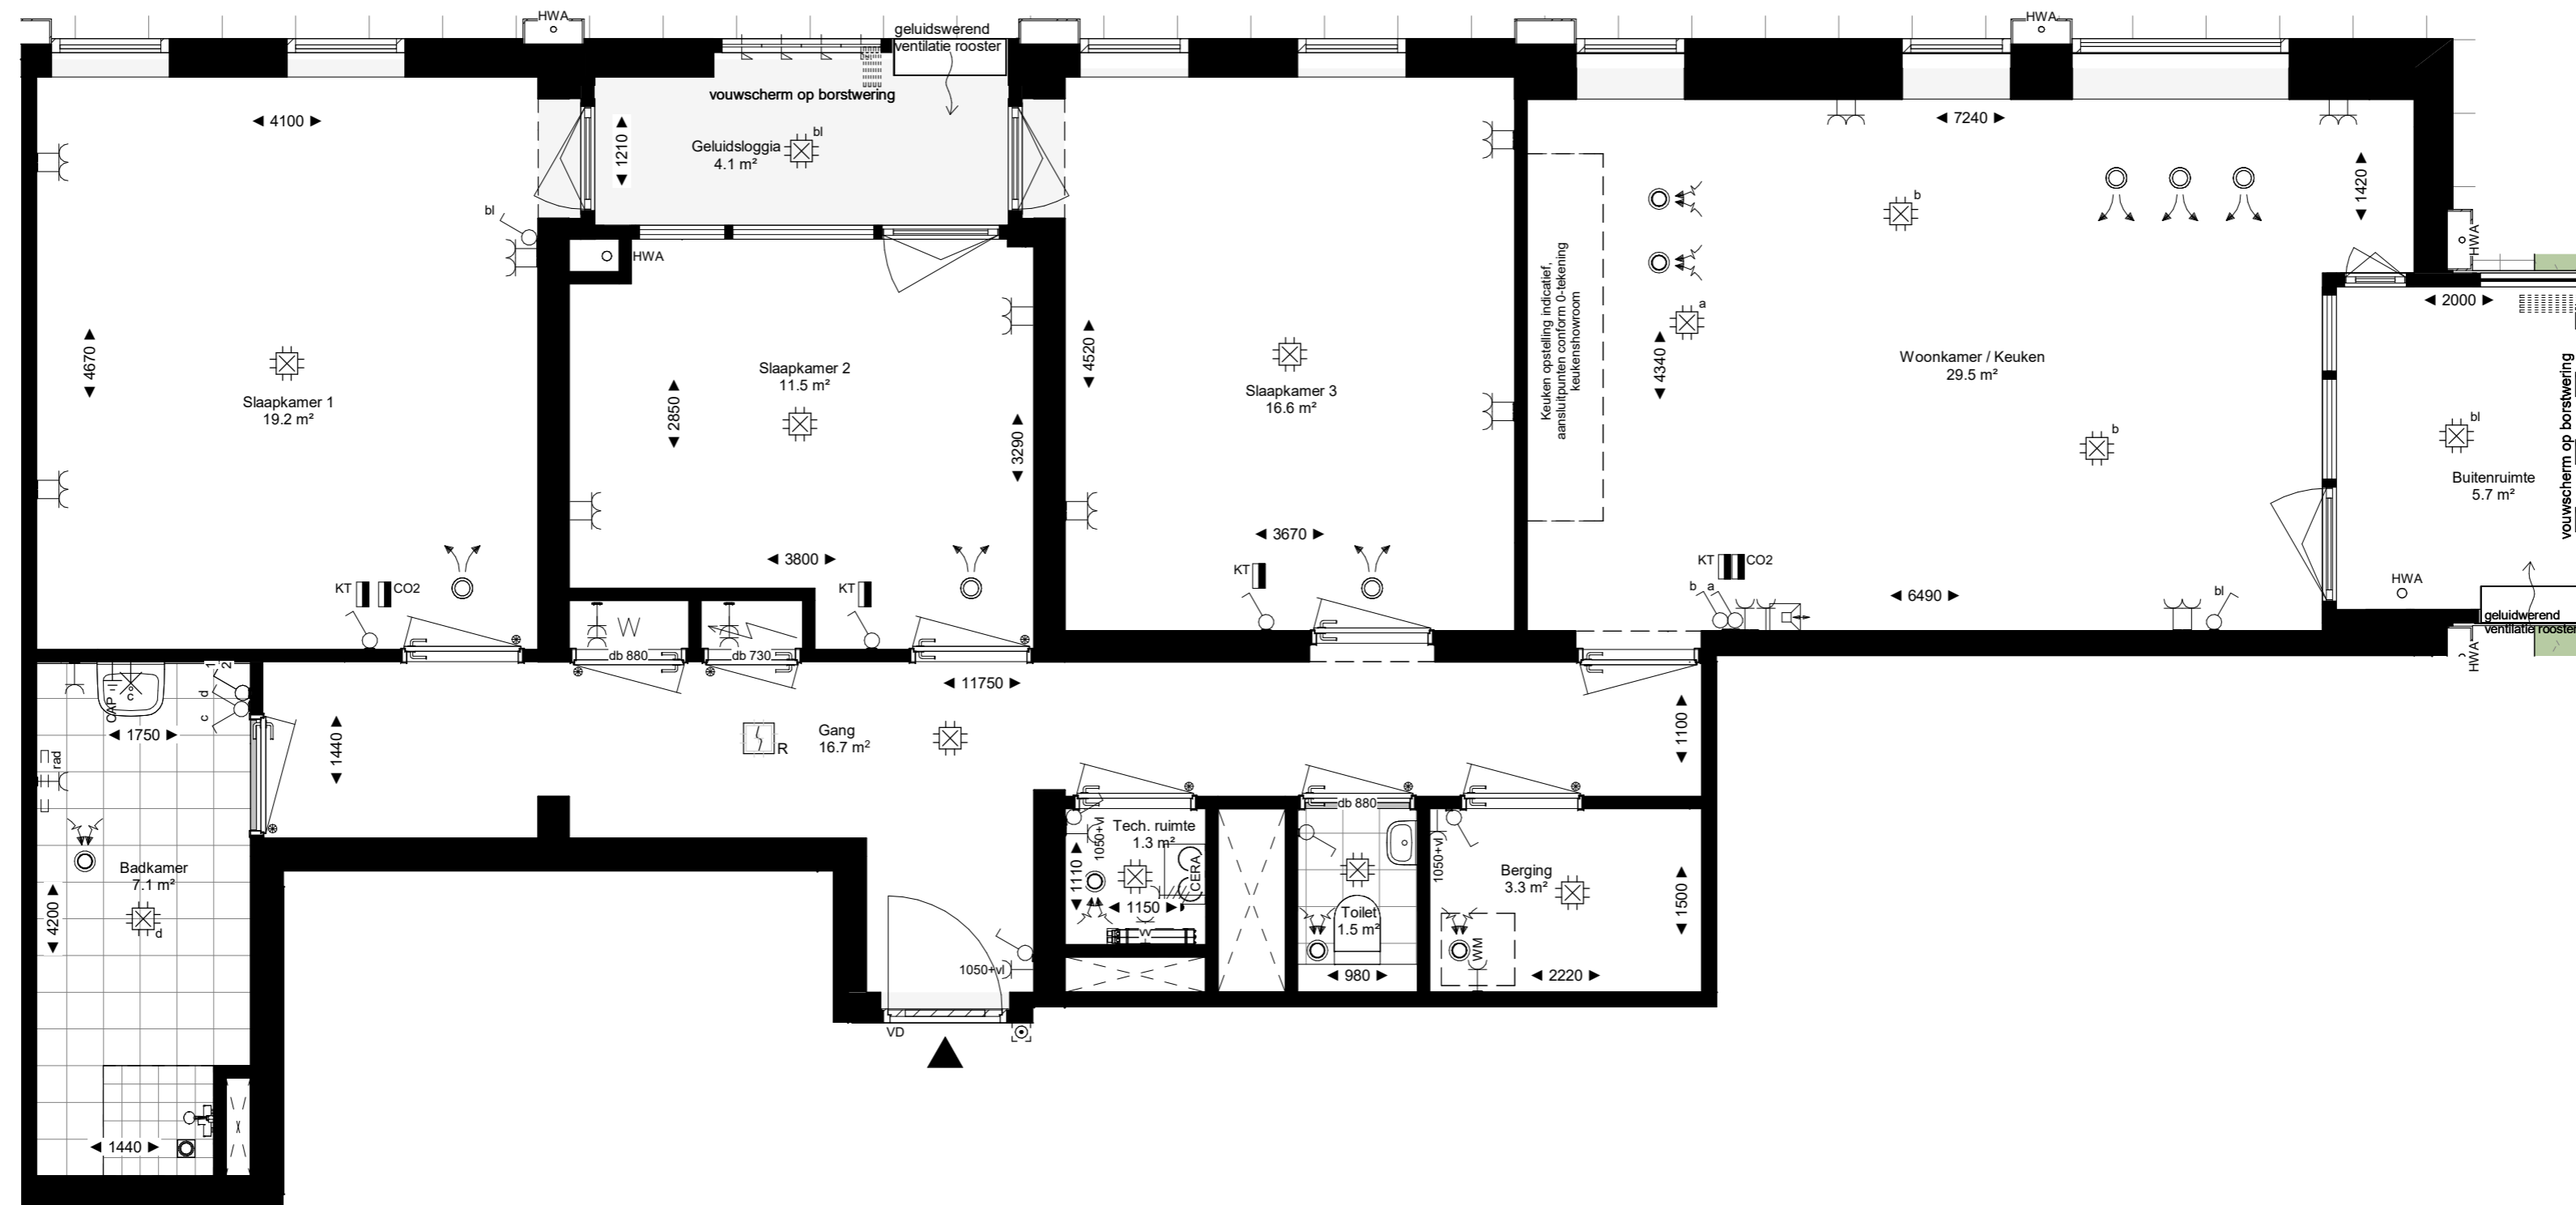 HWA
geluidswerend
ventilatie rooster
HWA
vouwscherm op borstwering
4100
1210
Geluidsloggia
4.1 m²
bl
7240
1420
bl
HWA
b
HWA
2000
4670
Slaapkamer 1
19.2 m²
Slaapkamer 2
11.5 m²
2850
3290
4520
Slaapkamer 3
16.6 m²
Keuken opstelling indicatief,
aansluitpunten conform 0-tekening
keukenshowroom
a
4340
Woonkamer / Keuken
29.5 m²
b
bl
Buitenruimte
5.7 m²
vouwscherm op borstwering
3800
3670
KT
CO2
KT
KT
KT
CO2
b
a
6490
bl
HWA
geluidwerend
ventilatie rooster
HWA
W
db 880
db 730
1
2
c
CAP
d
c
1750
rad
1440
11750
R
Gang
16.7 m²
1100
Badkamer
7.1 m²
4200
d
1440
db 880
1050+vl
Tech. ruimte
1.3 m²
1110
1150
CERA
W
Toilet
1.5 m²
980
1050+vl
Berging
3.3 m²
1500
WM
2220
1050+vl
VD